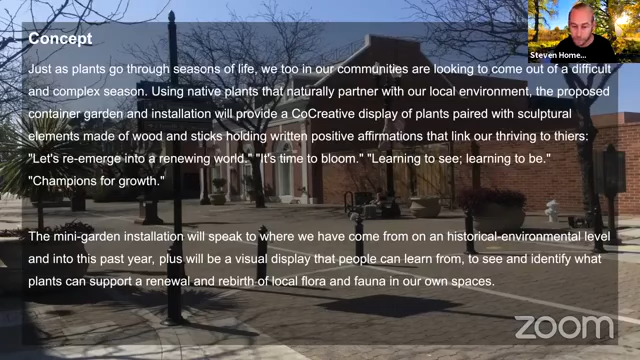 Concept
Just as plants go through seasons of life, we too in our communities are looking to come out of a difficult
and complex season. Using native plants that naturally partner with our local environment, the proposed
container garden and installation will provide a CoCreative display of plants paired with sculptural
elements made of wood and sticks holding written positive affirmations that link our thriving to thiers:
"Let's re-emerge into a renewing world." "It's time to bloom." "Learning to see; learning to be."
"Champions for growth."
The mini-garden installation will speak to where we have come from on an historical-environmental level
and into this past year, plus will be a visual display that people can learn from, to see and identify what
plants can support a renewal and rebirth of local flora and fauna in our own spaces.
Steven Home...
zoom